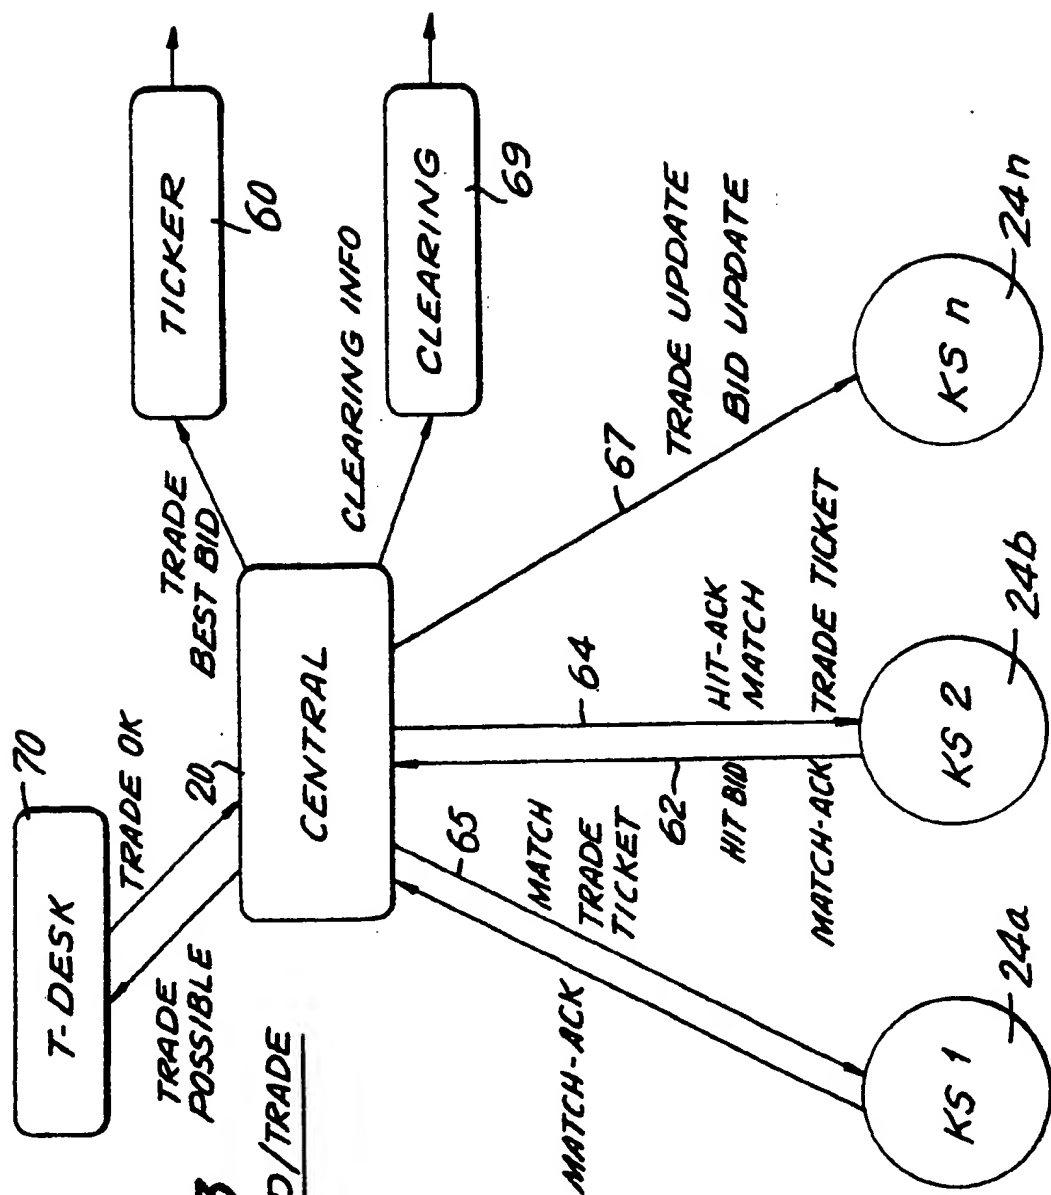 T-DESK
70
TRADE
POSSIBLE
TRADE OK
20
CENTRAL
TRADE
BEST BID
TICKER
60
CLEARING INFO
CLEARING
69
MATCH-ACK
65
MATCH
TRADE
TICKET
62
HIT BID
MATCH-ACK
64
HIT-ACK
MATCH
TRADE TICKET
67
TRADE UPDATE
BID UPDATE
KS 1
24a
KS 2
24b
KS n
24n
/TRADE